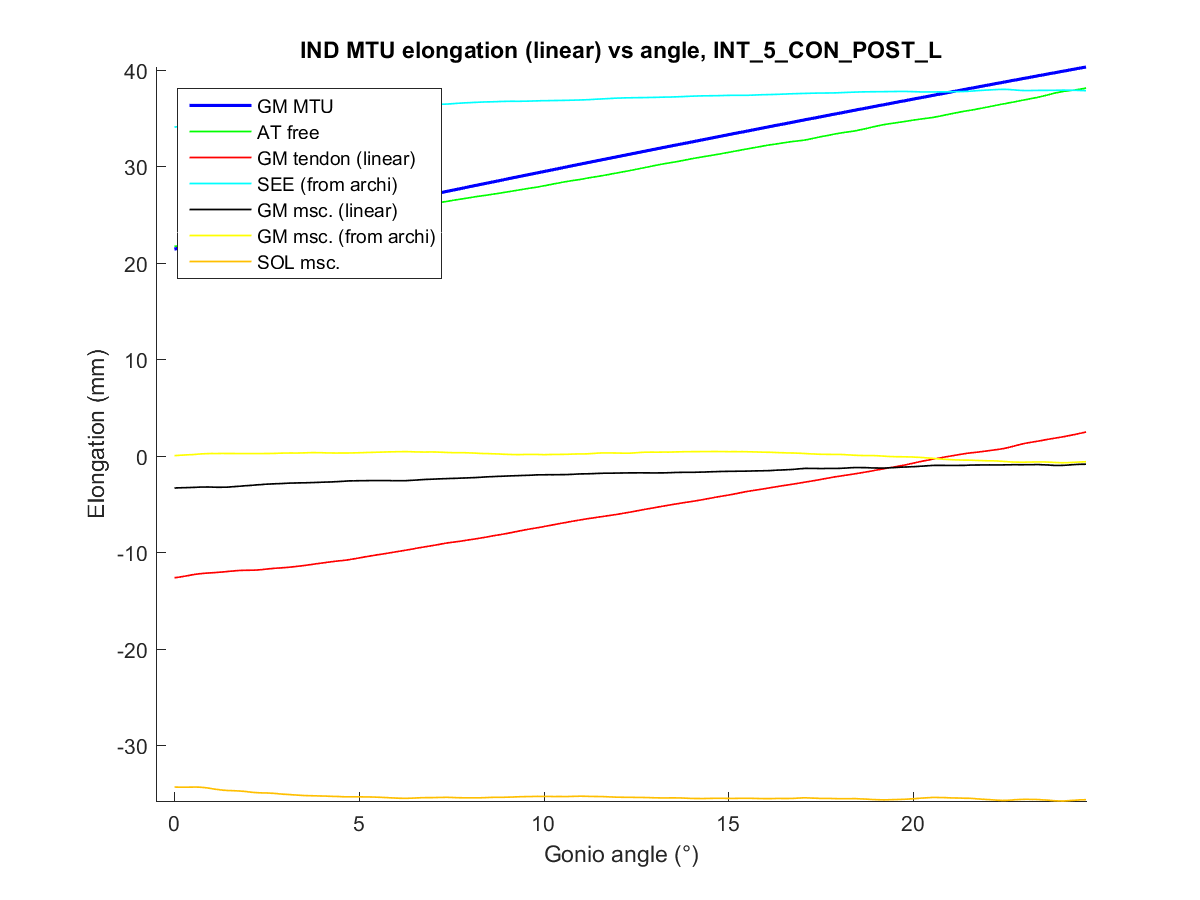 IND MTU elongation (linear) vs angle, INT_5_CON_POST_L
40
30
20
10
0
-10
-20
-30
Elongation (mm)
GM MTU
AT free
GM tendon (linear)
SEE (from archi)
GM msc. (linear)
GM msc. (from archi)
SOL msc.
0
5
10
15
20
Gonio angle (°)